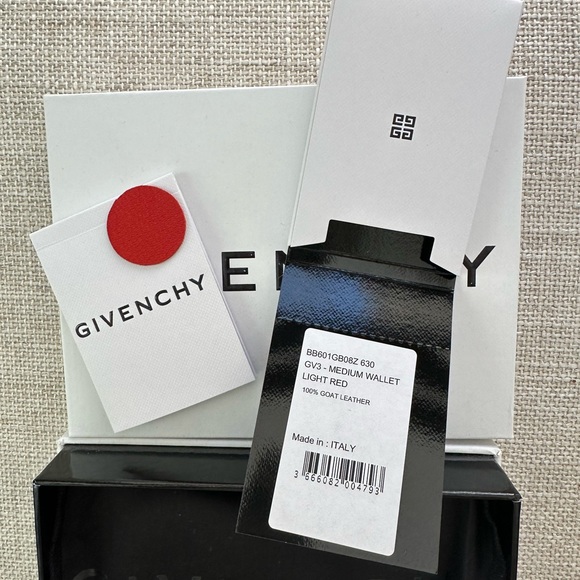 E
Y
GIVENCHY
BB601GB08Z 630
GV3 - MEDIUM WALLET
LIGHT RED
100% GOAT LEATHER
Made in : ITALY
3 666082 004793